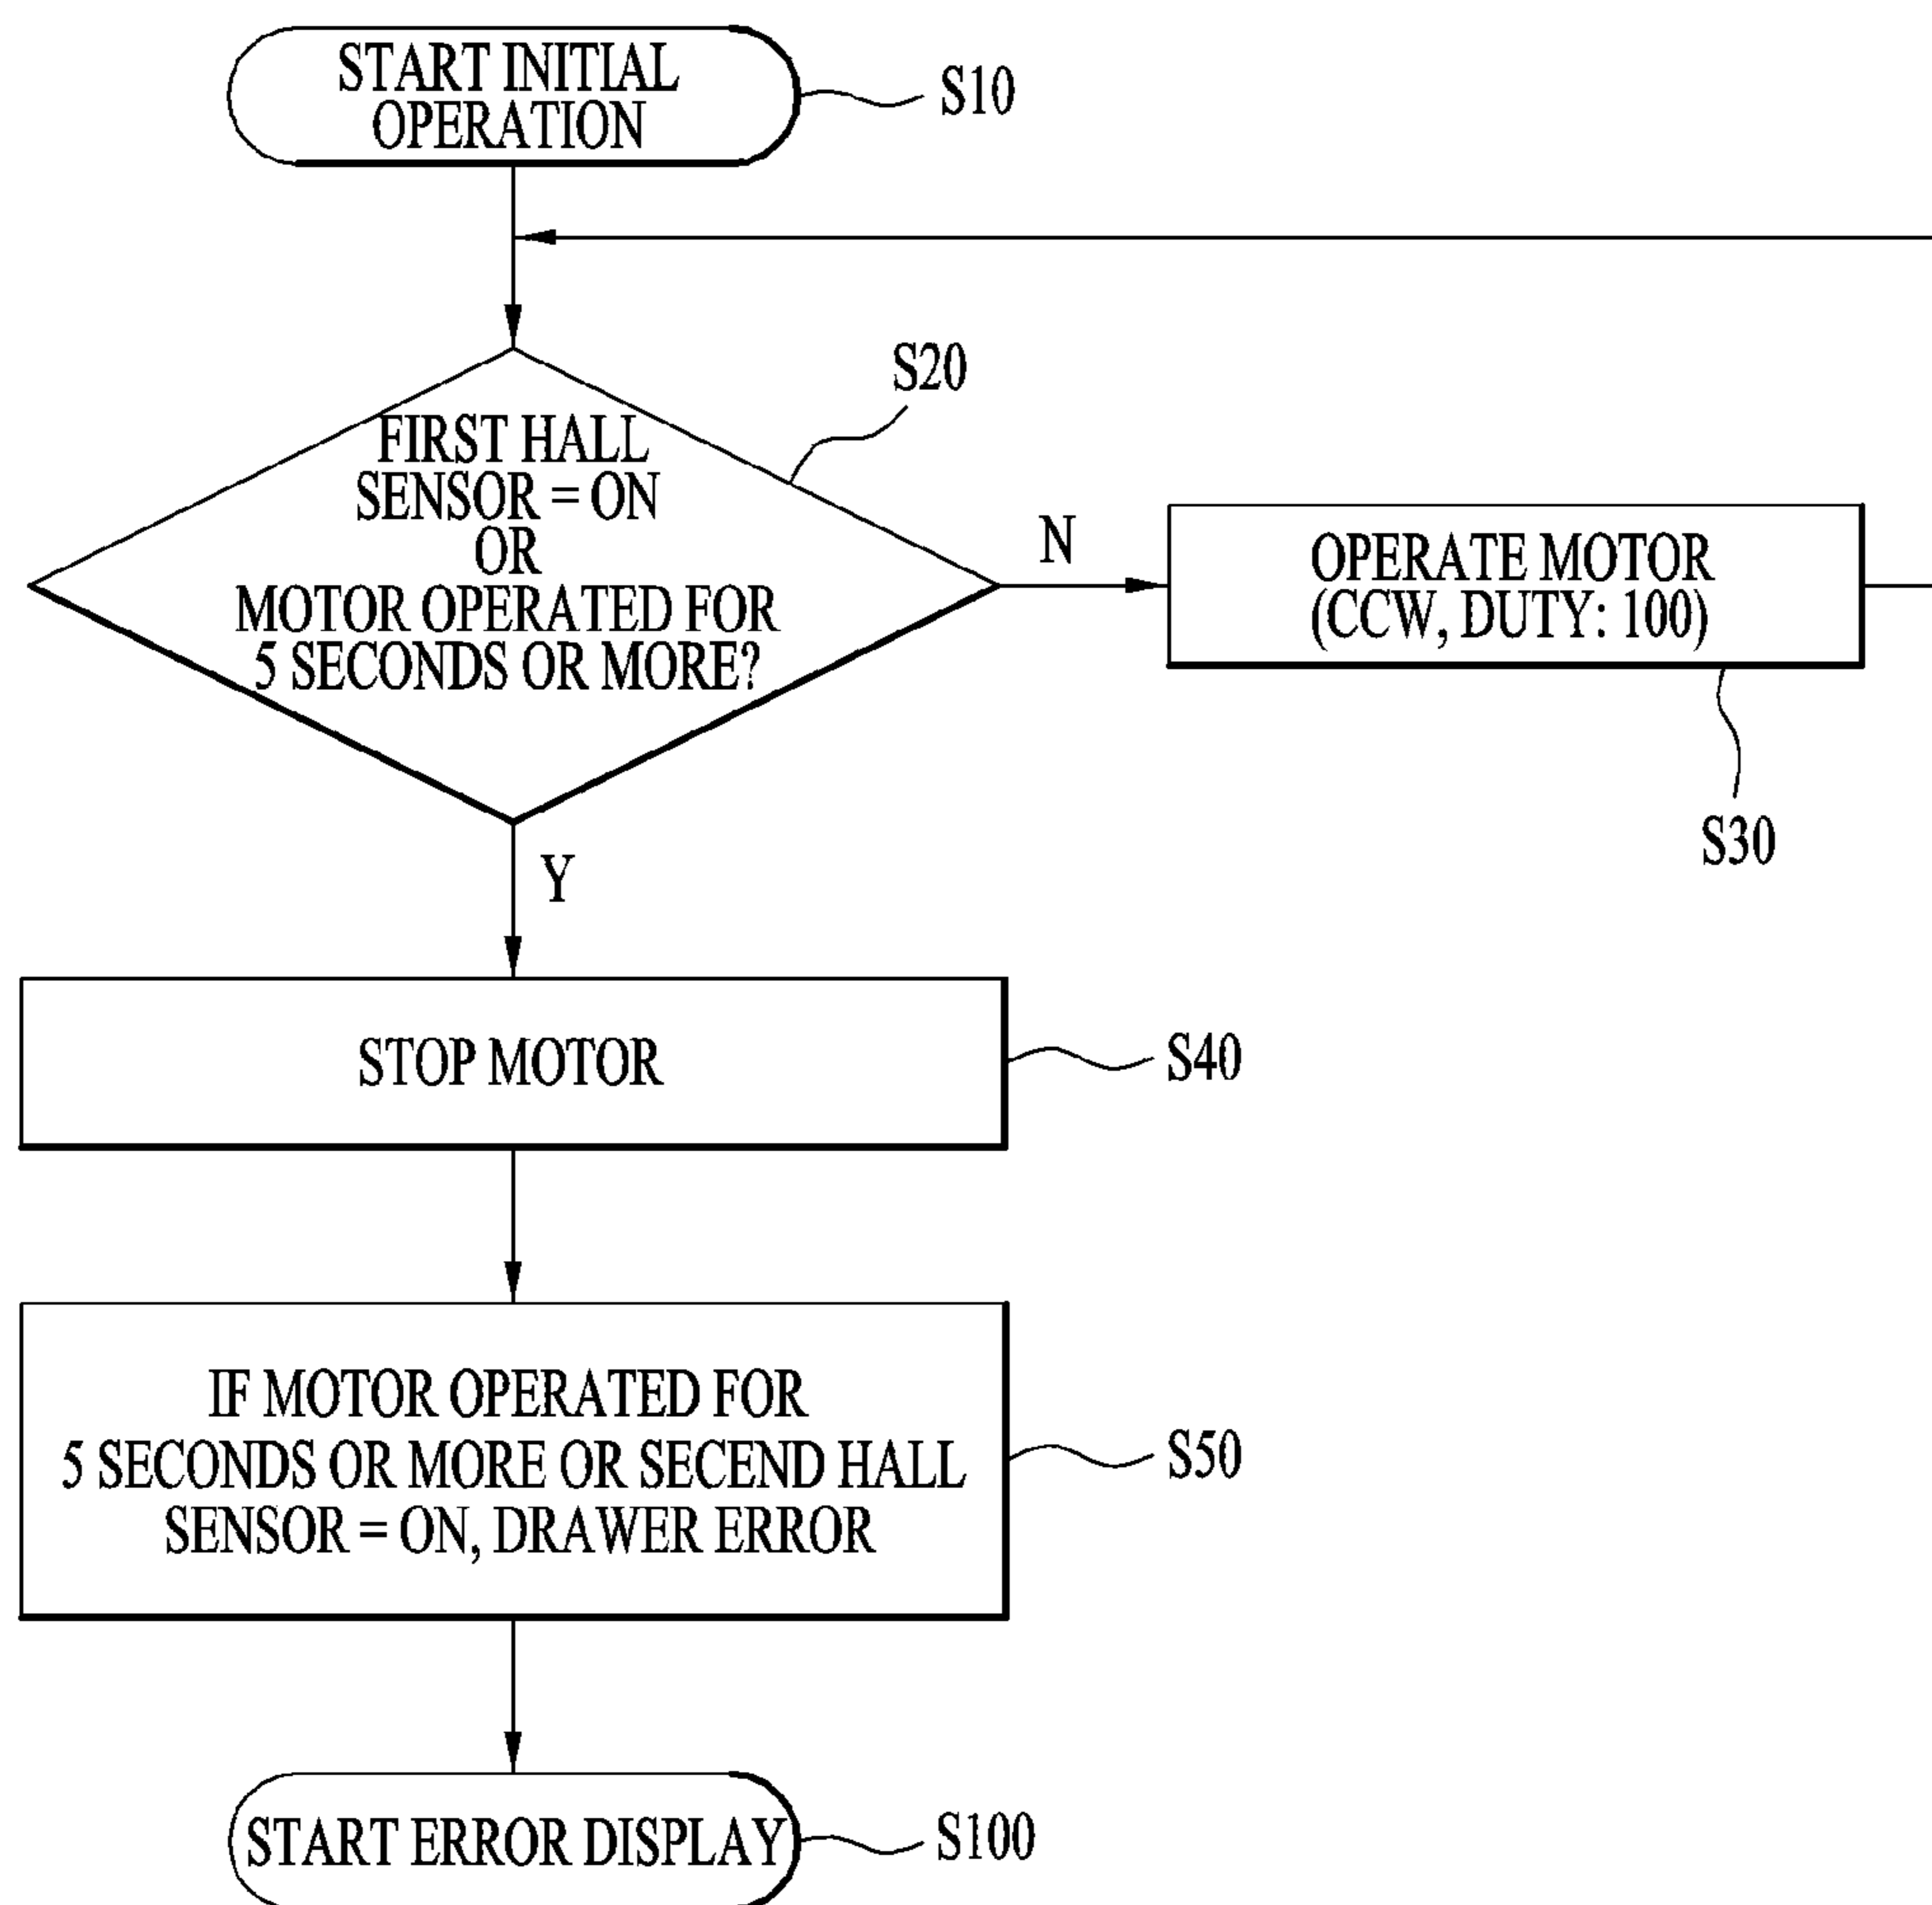 START INITIAL
OPERATION
S10
S20
FIRST HALL
SENSOR = ON
OR
MOTOR OPERATED FOR
5 SECONDS OR MORE?
N
OPERATE MOTOR
(CCW, DUTY: 100)
S30
Y
STOP MOTOR
S40
IF MOTOR OPERATED FOR
5 SECONDS OR MORE OR SECEND HALL
SENSOR = ON, DRAWER ERROR
S50
START ERROR DISPLAY
S100